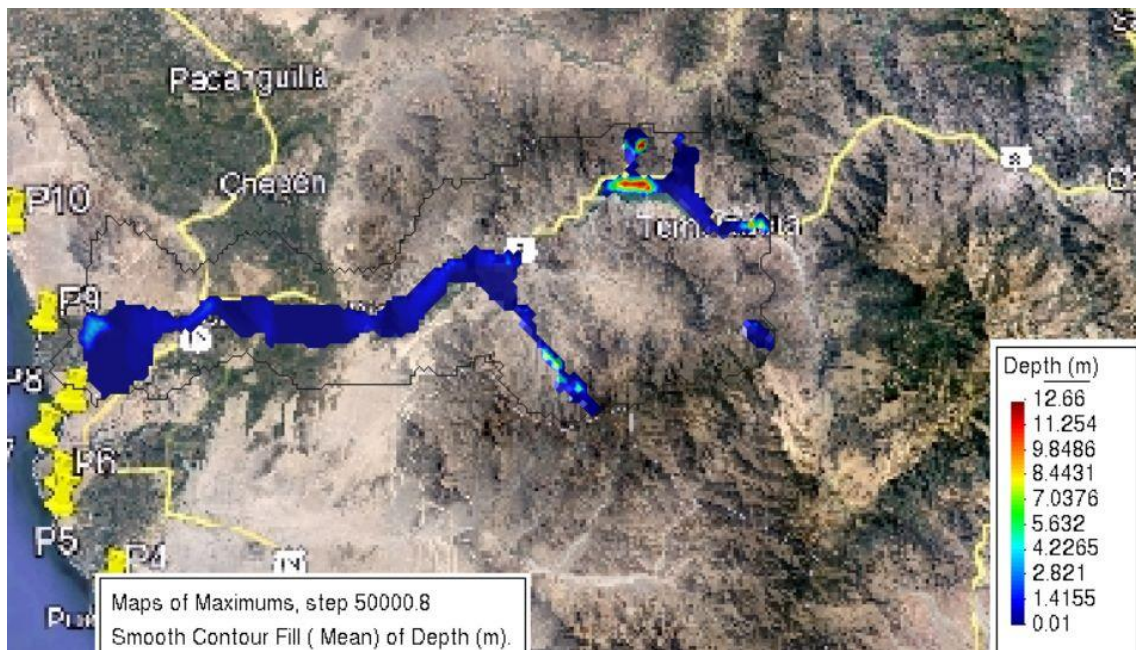 Pacanguilla
Chepén
P10
P9
P8
P6
P5
P4
Depth (m)
12.66
11.254
9.8486
8.4431
7.0376
5.632
4.2265
2.821
1.4155
0.01
Maps of Maximums, step 50000.8
Smooth Contour Fill ( Mean) of Depth (m).